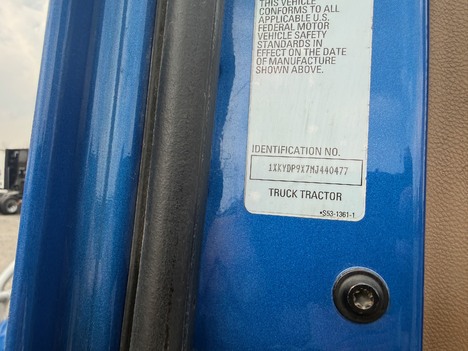 THIS VEHICLE
CONFORMS TO ALL
APPLICABLE U.S.
FEDERAL MOTOR
VEHICLE SAFETY
STANDARDS IN
EFFECT ON THE DATE
OF MANUFACTURE
SHOWN ABOVE.
IDENTIFICATION NO.
1XKYDP9X7MJ440477
TRUCK TRACTOR
*S53-1361-1